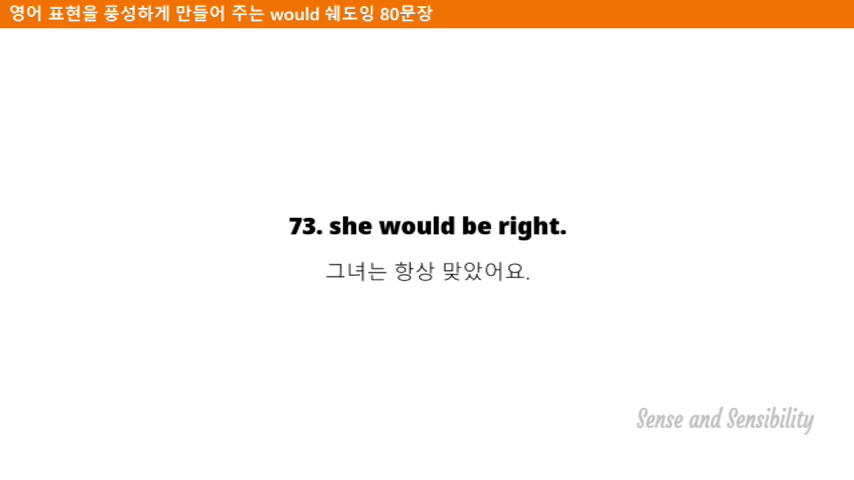 영어 표현을 풍성하게 만들어 주는 would 쉐도잉 80문장
73. she would be right.
그녀는 항상 맞았어요.
Sense and Sensibility